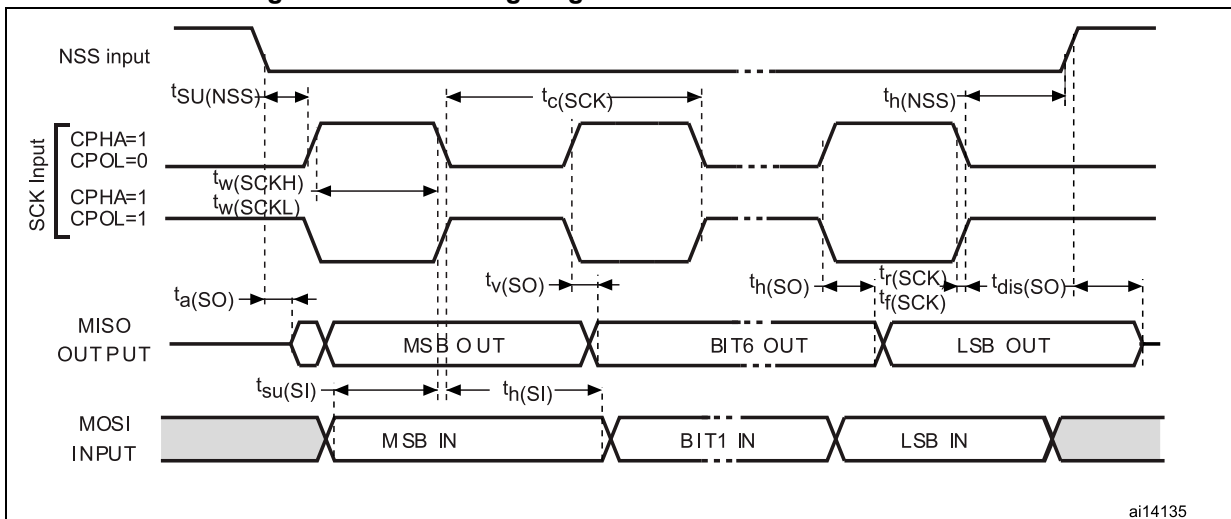 NSS input
tSU(NSS)
tc(SCK)
th(NSS)
SCK Input
CPHA=1
CPOL=0
CPHA=1
CPOL=1
tw(SCKH)
tw(SCKL)
ta(SO)
tv(SO)
th(SO)
tr(SCK)
tf(SCK)
tdis(SO)
MISO
OUTPUT
MSB OUT
BIT6 OUT
LSB OUT
tsu(SI)
th(SI)
MOSI
INPUT
MSB IN
BIT1 IN
LSB IN
ai14135